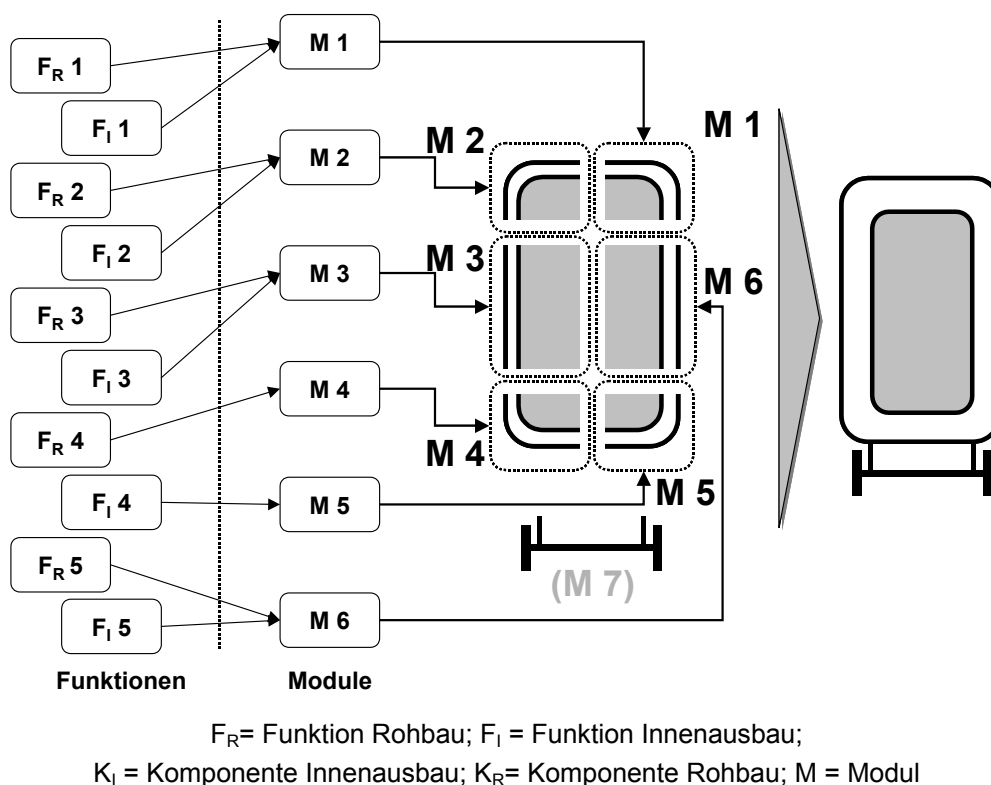 M 1
F_R 1
F_I 1
M 1
M 2
M 2
F_R 2
F_I 2
M 3
M 3
M 6
F_R 3
F_I 3
M 4
F_R 4
M 4
F_I 4
M 5
M 5
F_R 5
(M 7)
F_I 5
M 6
Funktionen
Module
F_R= Funktion Rohbau; F_I = Funktion Innenausbau;
K_I = Komponente Innenausbau; K_R= Komponente Rohbau; M = Modul